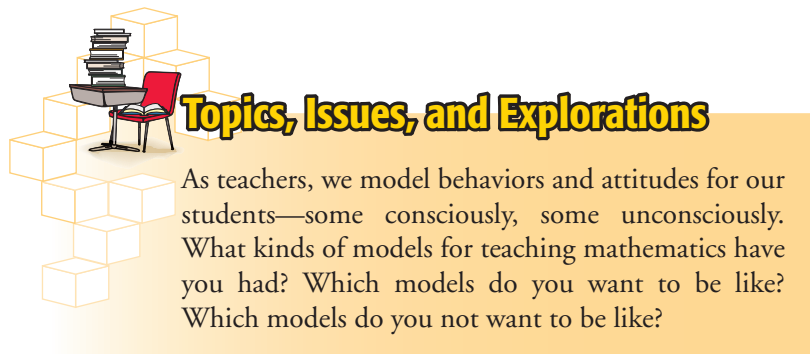 Topics, Issues, and Explorations
As teachers, we model behaviors and attitudes for our
students—some consciously, some unconsciously.
What kinds of models for teaching mathematics have
you had? Which models do you want to be like?
Which models do you not want to be like?